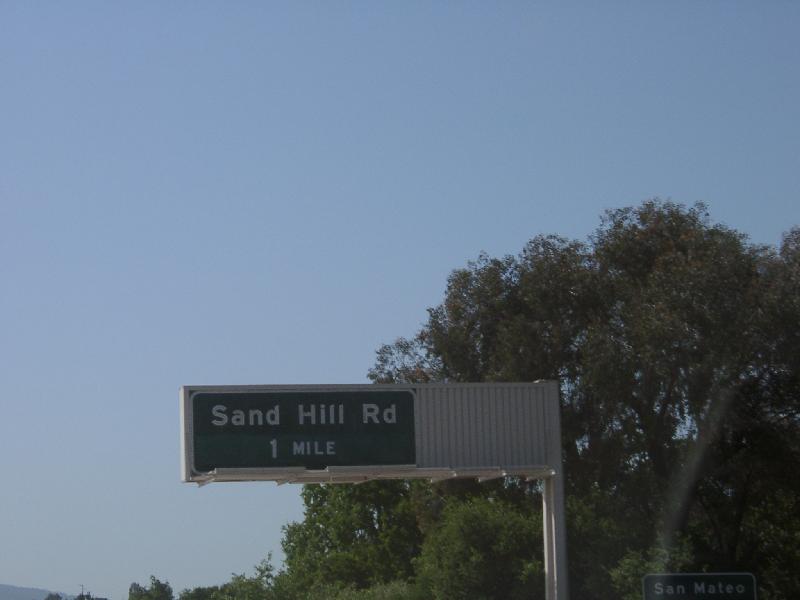 Sand Hill Rd
1 MILE
San Mateo